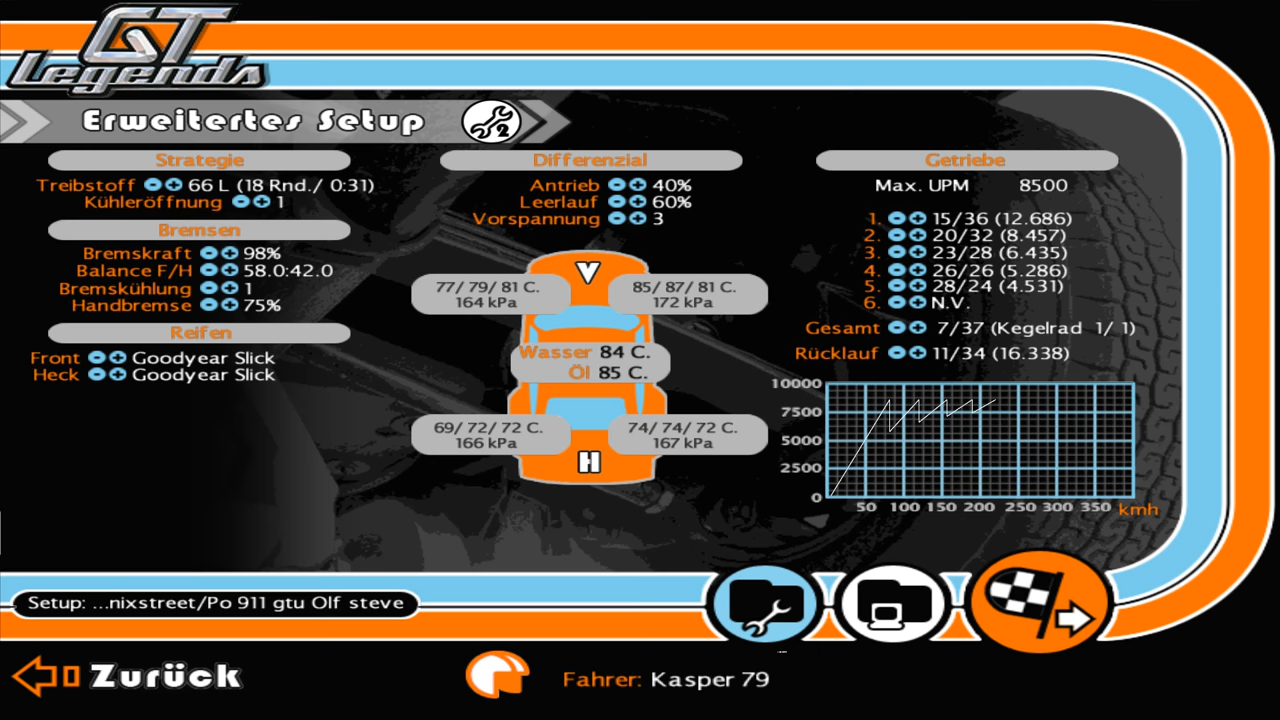 GT
Legends
Erweitertes Setup
2
Strategie
Treibstoff 66 L (18 Rnd./ 0:31)
Kühleröffnung 1
Bremsen
Bremskraft 98%
Balance F/H 58.0:42.0
Bremskühlung 1
Handbremse 75%
Reifen
Front Goodyear Slick
Heck Goodyear Slick
Differenzial
Antrieb 40%
Leerlauf 60%
Vorspannung 3
V
77/ 79/ 81 C.
164 kPa
85/ 87/ 81 C.
172 kPa
Wasser 84 C.
Öl 85 C.
69/ 72/ 72 C.
166 kPa
74/ 74/ 72 C.
167 kPa
H
Getriebe
Max. UPM 8500
1. 15/36 (12.686)
2. 20/32 (8.457)
3. 23/28 (6.435)
4. 26/26 (5.286)
5. 28/24 (4.531)
6. N.V.
Gesamt 7/37 (Kegelrad 1/ 1)
Rücklauf 11/34 (16.338)
10000
7500
5000
2500
0
50 100 150 200 250 300 350 kmh
Setup: ...nixstreet/Po 911 gtu Olf steve
Zurück
Fahrer: Kasper 79